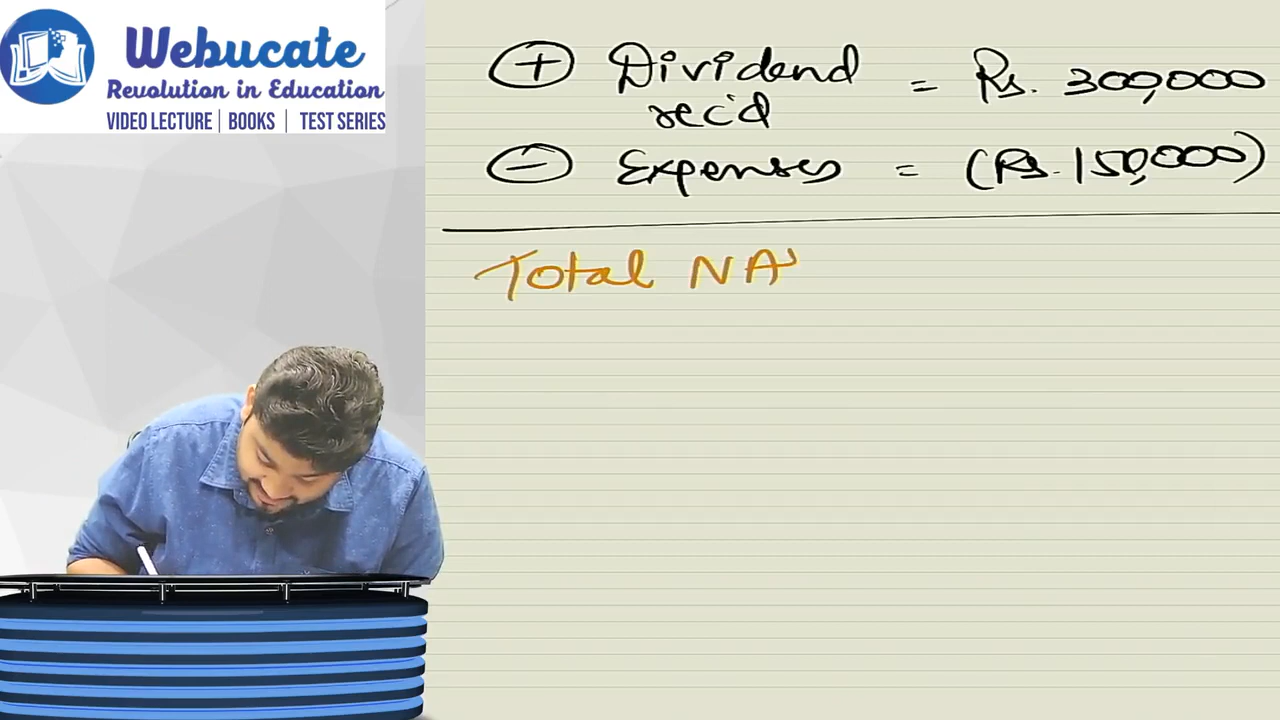 Webucate
Revolution in Education
VIDEO LECTURE | BOOKS | TEST SERIES
+ Dividend rec'd = Rs. 300,000
- Expenses = (Rs. 150,000)
Total NA